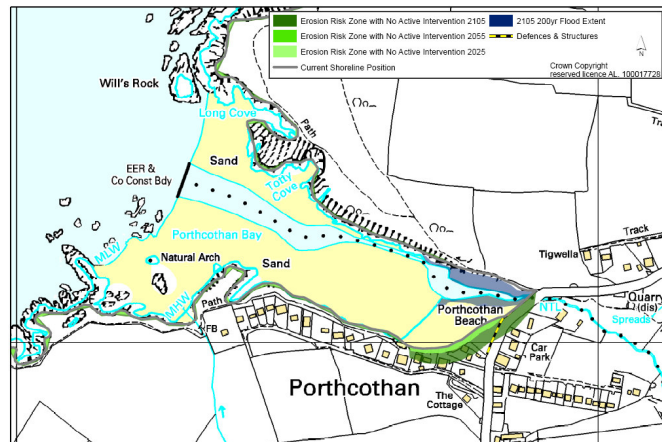 Erosion Risk Zone with No Active Intervention 2105
Erosion Risk Zone with No Active Intervention 2055
Erosion Risk Zone with No Active Intervention 2025
Current Shoreline Position
2105 200yr Flood Extent
Defences & Structures
N
Crown Copyright
reserved licence AL. 100017728
Will's Rock
Long Cove
Path
Sand
EER &
Co Const Bdy
Totty
Cove
Porthcothan Bay
MLW
Natural Arch
Sand
MHW
Path
FB
Porthcothan
Beach
NTL
Tigwella
Track
Quarr
(dis)
Spreads
Car
Park
Porthcothan
The
Cottage